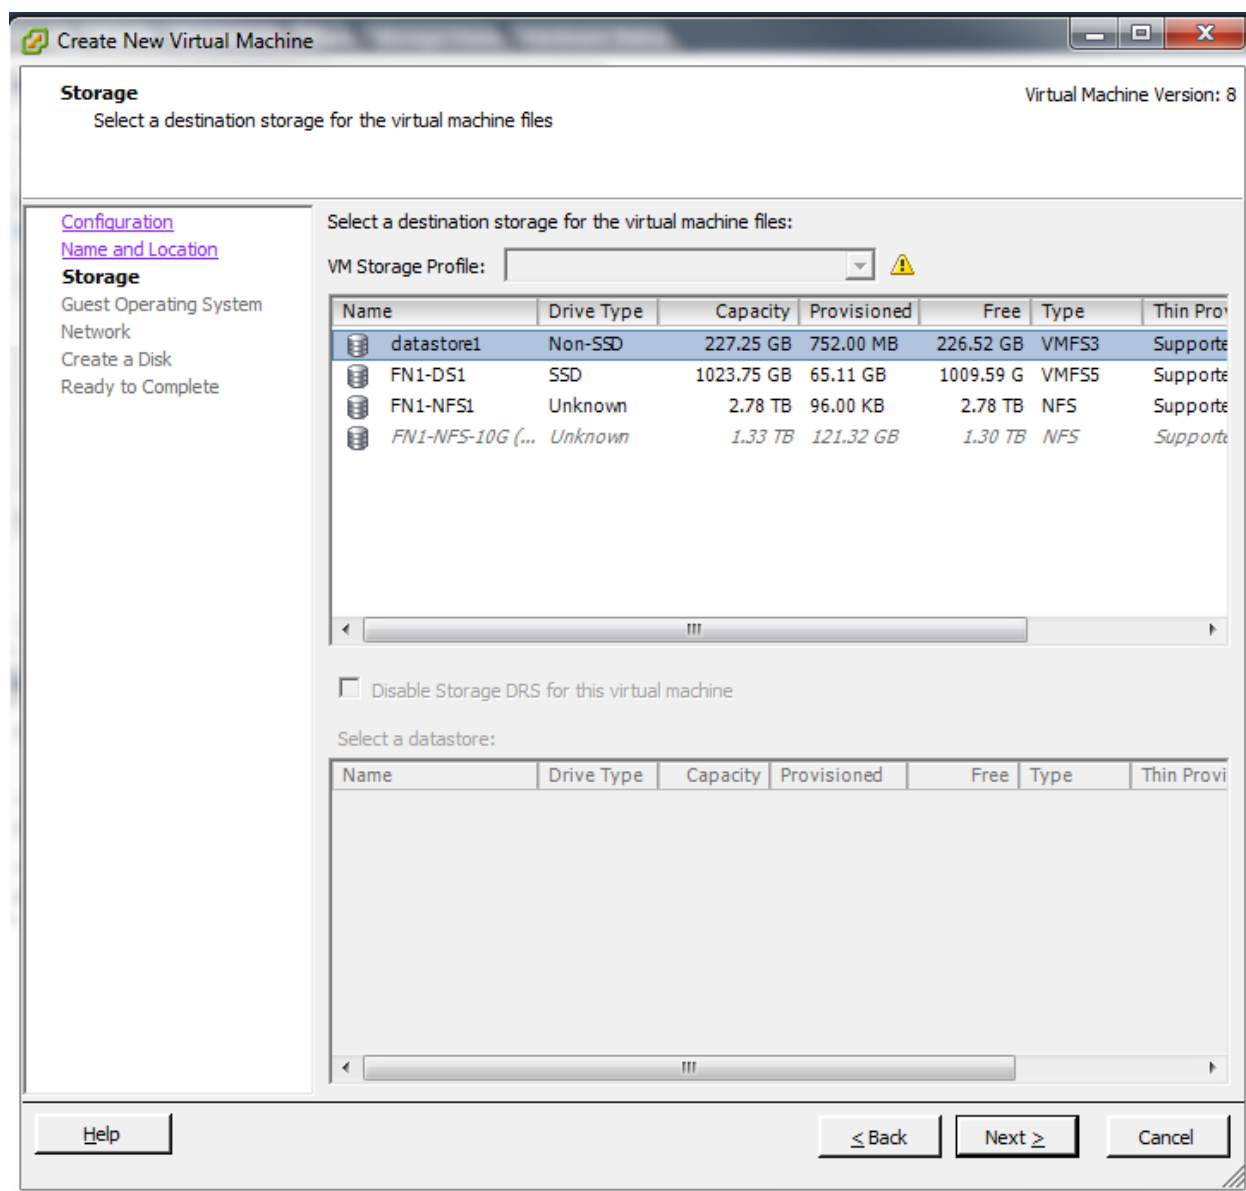 Create New Virtual Machine
Storage
Select a destination storage for the virtual machine files
Virtual Machine Version: 8
Configuration
Name and Location
Storage
Guest Operating System
Network
Create a Disk
Ready to Complete
Select a destination storage for the virtual machine files:
VM Storage Profile:
Name Drive Type Capacity Provisioned Free Type Thin Prov
datastore1 Non-SSD 227.25 GB 752.00 MB 226.52 GB VMFS3 Supporte
FN1-DS1 SSD 1023.75 GB 65.11 GB 1009.59 G VMFS5 Supporte
FN1-NFS1 Unknown 2.78 TB 96.00 KB 2.78 TB NFS Supporte
FN1-NFS-10G (... Unknown 1.33 TB 121.32 GB 1.30 TB NFS Supporte
Disable Storage DRS for this virtual machine
Select a datastore:
Name Drive Type Capacity Provisioned Free Type Thin Provi
Help
< Back
Next >
Cancel